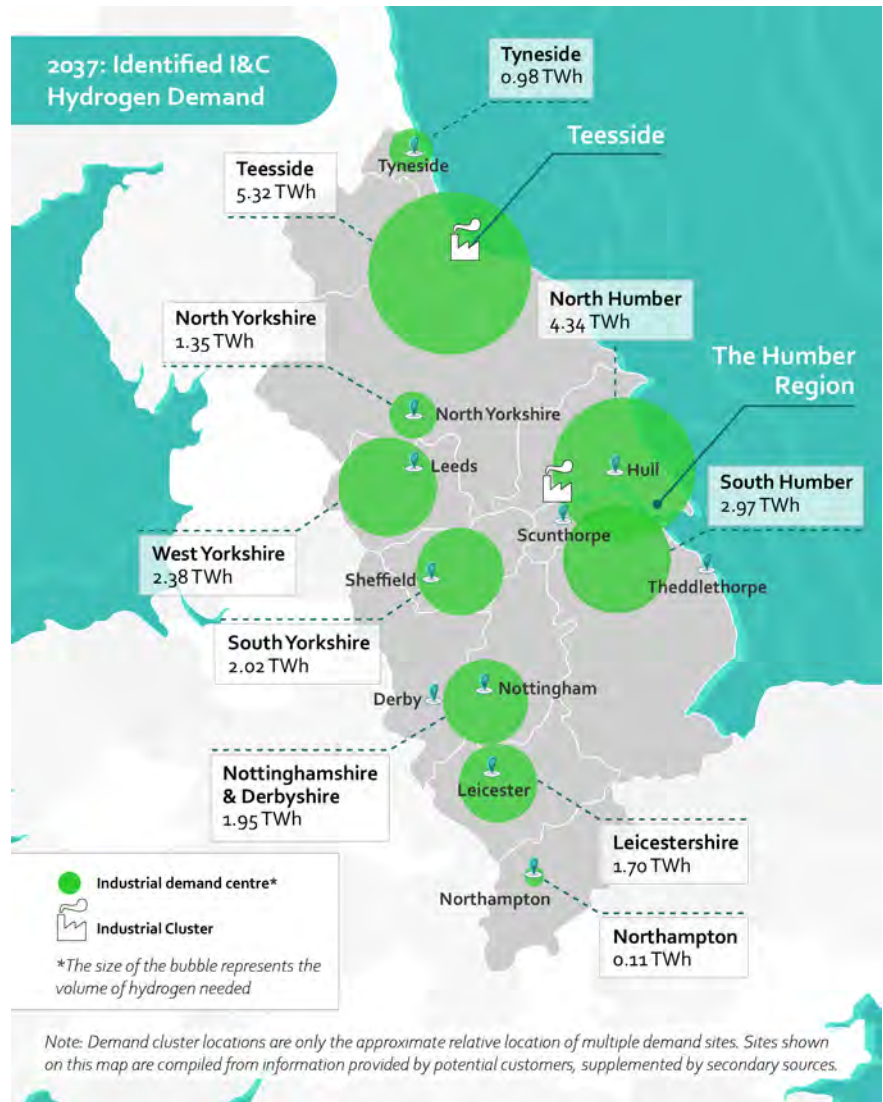 2037: Identified I&C
Hydrogen Demand
Tyneside
0.98 TWh
Teesside
Tyneside
Teesside
5.32 TWh
North Yorkshire
1.35 TWh
North Humber
4.34 TWh
The Humber
Region
North Yorkshire
Leeds
Hull
South Humber
2.97 TWh
Scunthorpe
West Yorkshire
2.38 TWh
Sheffield
Theddlethorpe
South Yorkshire
2.02 TWh
Derby
Nottingham
Nottinghamshire
& Derbyshire
1.95 TWh
Leicester
Leicestershire
1.70 TWh
Northampton
Northampton
0.11 TWh
Industrial demand centre*
Industrial Cluster
*The size of the bubble represents the
volume of hydrogen needed
Note: Demand cluster locations are only the approximate relative location of multiple demand sites. Sites shown
on this map are compiled from information provided by potential customers, supplemented by secondary sources.